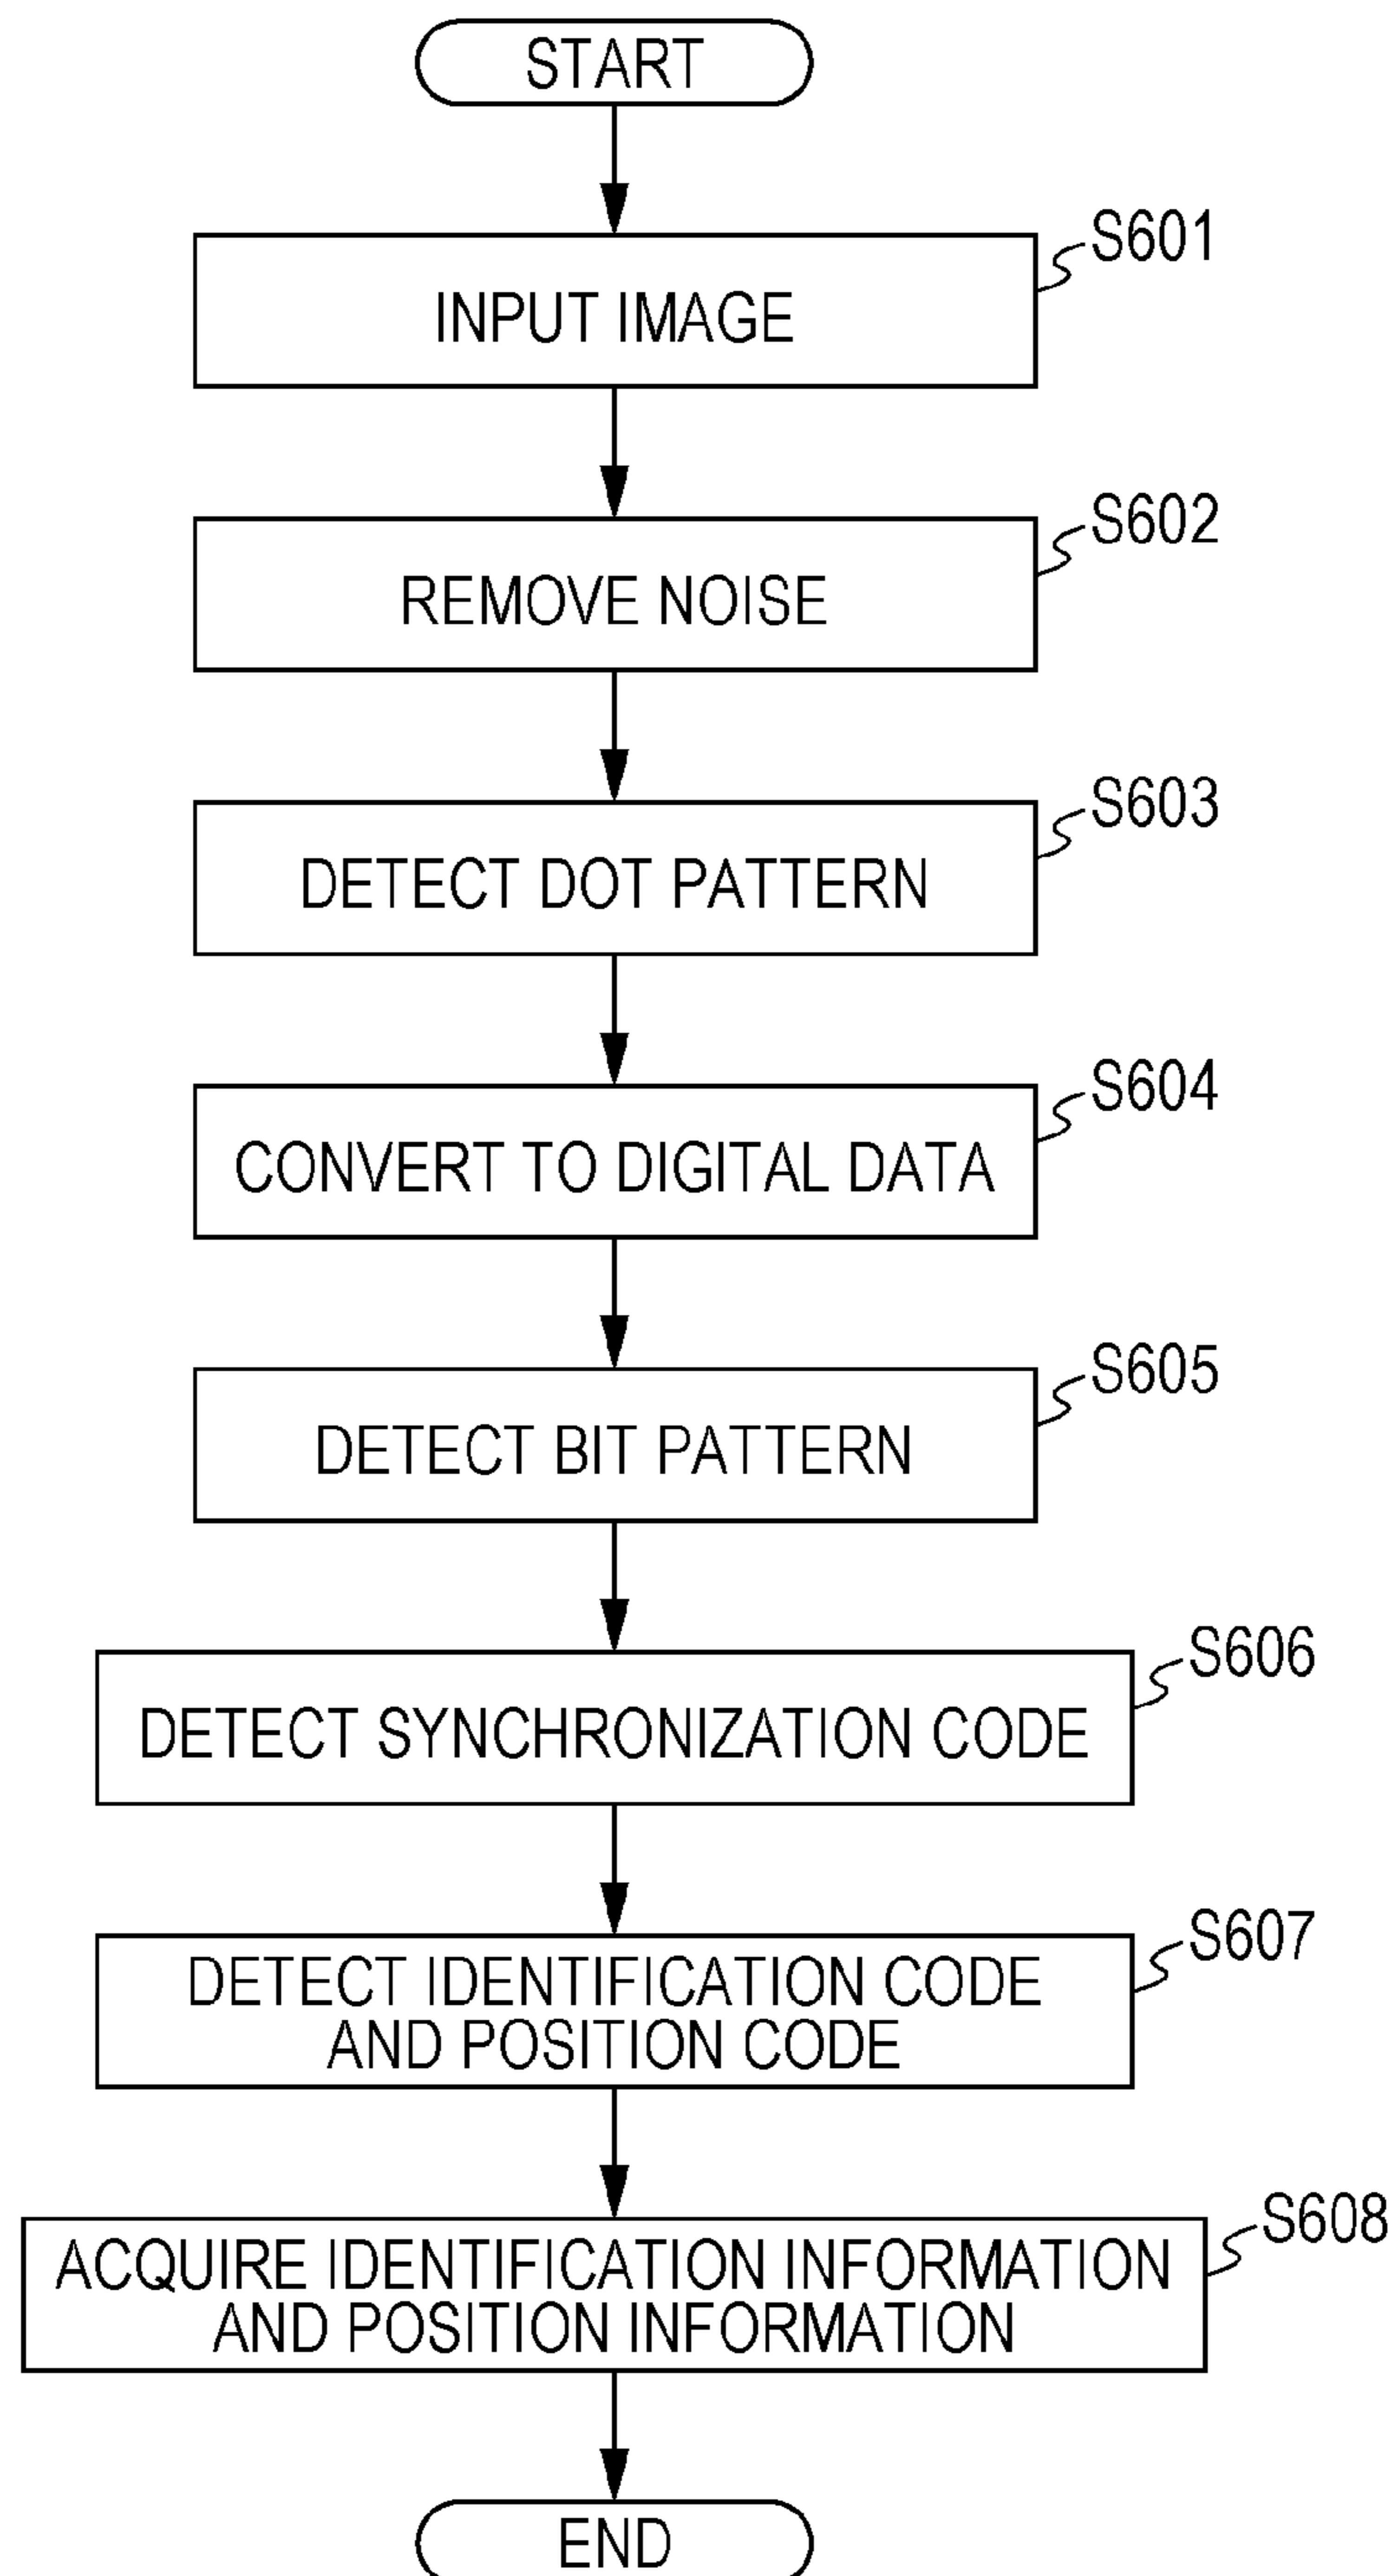 START
S601
INPUT IMAGE
S602
REMOVE NOISE
S603
DETECT DOT PATTERN
S604
CONVERT TO DIGITAL DATA
S605
DETECT BIT PATTERN
S606
DETECT SYNCHRONIZATION CODE
S607
DETECT IDENTIFICATION CODE
AND POSITION CODE
S608
ACQUIRE IDENTIFICATION INFORMATION
AND POSITION INFORMATION
END